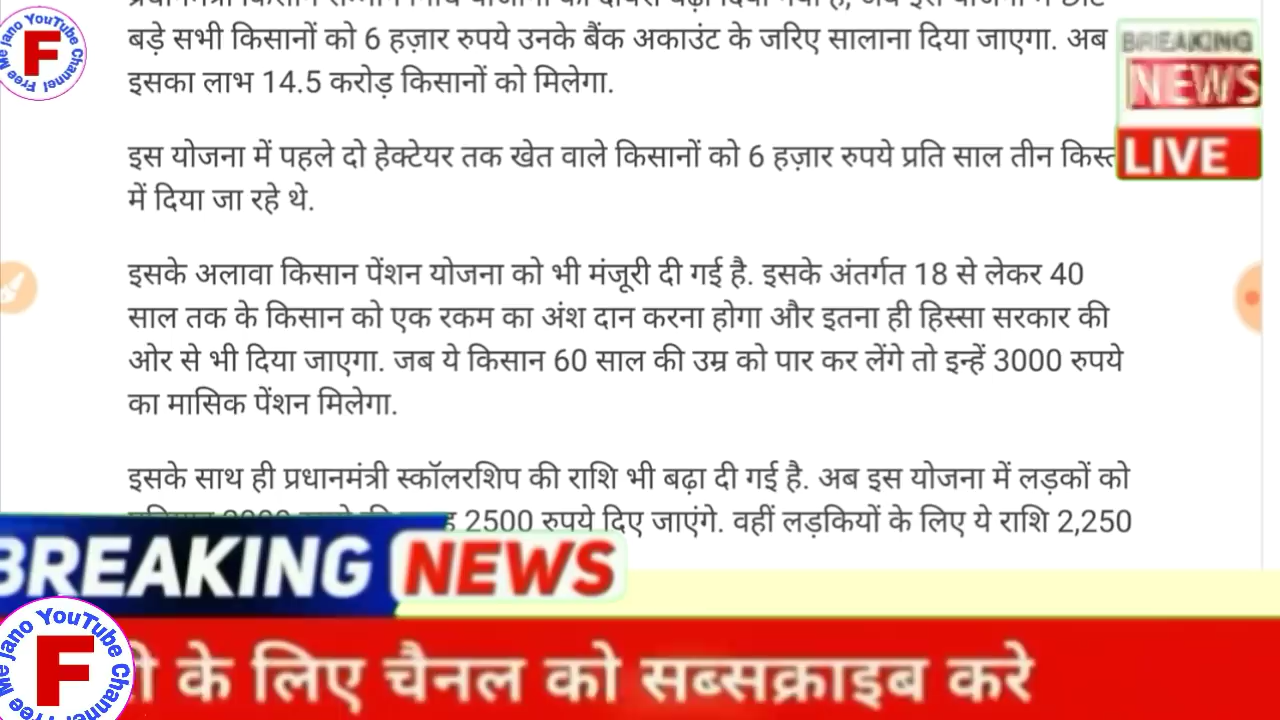 बड़े सभी किसानों को 6 हज़ार रुपये उनके बैंक अकाउंट के जरिए सालाना दिया जाएगा. अब
इसका लाभ 14.5 करोड़ किसानों को मिलेगा.
इस योजना में पहले दो हेक्टेयर तक खेत वाले किसानों को 6 हज़ार रुपये प्रति साल तीन किस्त
में दिया जा रहे थे.
इसके अलावा किसान पेंशन योजना को भी मंजूरी दी गई है. इसके अंतर्गत 18 से लेकर 40
साल तक के किसान को एक रकम का अंश दान करना होगा और इतना ही हिस्सा सरकार की
ओर से भी दिया जाएगा. जब ये किसान 60 साल की उम्र को पार कर लेंगे तो इन्हें 3000 रुपये
का मासिक पेंशन मिलेगा.
इसके साथ ही प्रधानमंत्री स्कॉलरशिप की राशि भी बढ़ा दी गई है. अब इस योजना में लड़कों को
2500 रुपये दिए जाएंगे. वहीं लड़कियों के लिए ये राशि 2,250
BREAKING
NEWS
LIVE
Free Me Jano YouTube Channel
F
BREAKING NEWS
Me Jano YouTube Channel
F
के लिए चैनल को सब्सक्राइब करे